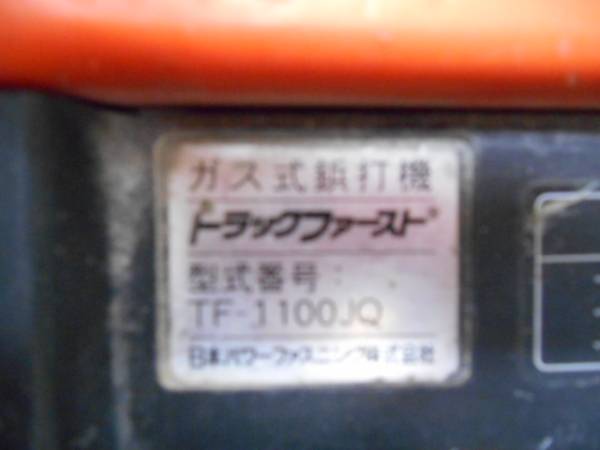 ガス式鋲打機
トラックファースト®
型式番号：
TF-1100JQ
日本パワーファスニング株式会社